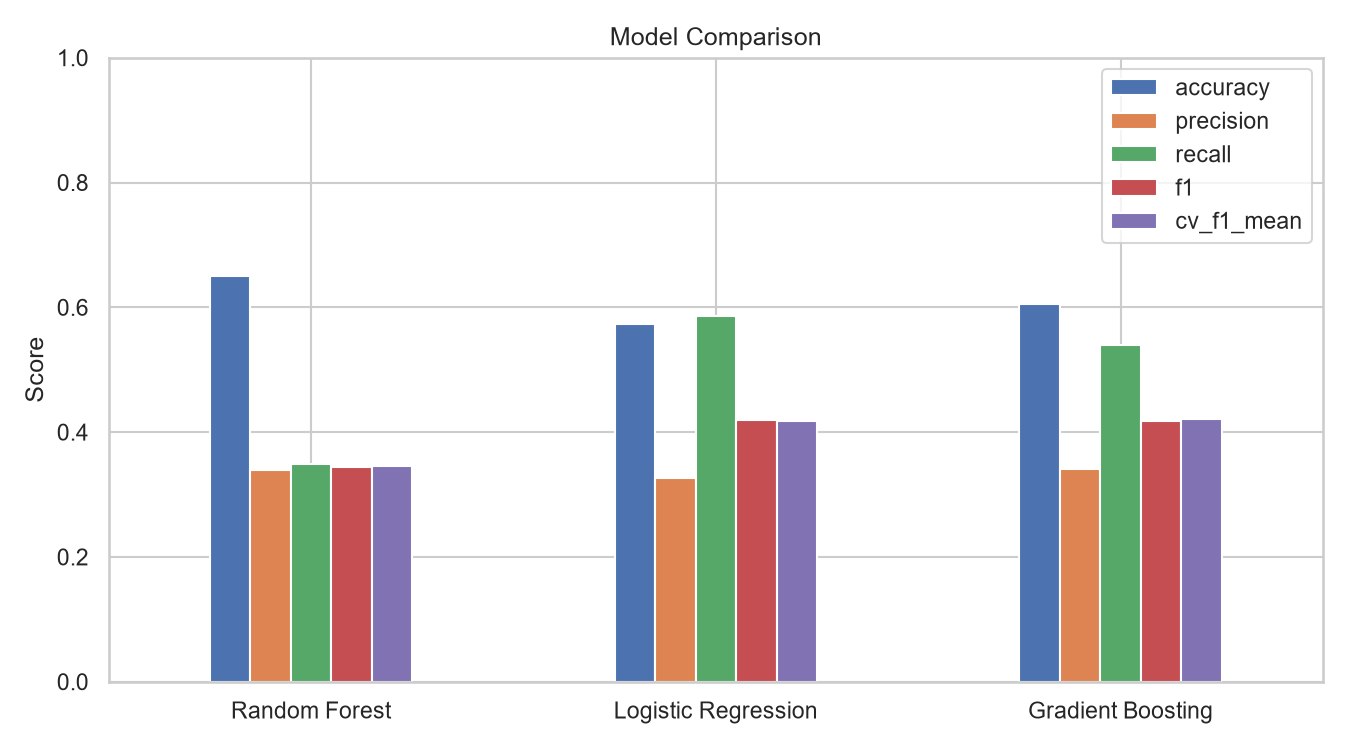 Model Comparison
1.0
0.8
0.6
0.4
0.2
0.0
Score
accuracy
precision
recall
f1
cv_f1_mean
Random Forest
Logistic Regression
Gradient Boosting